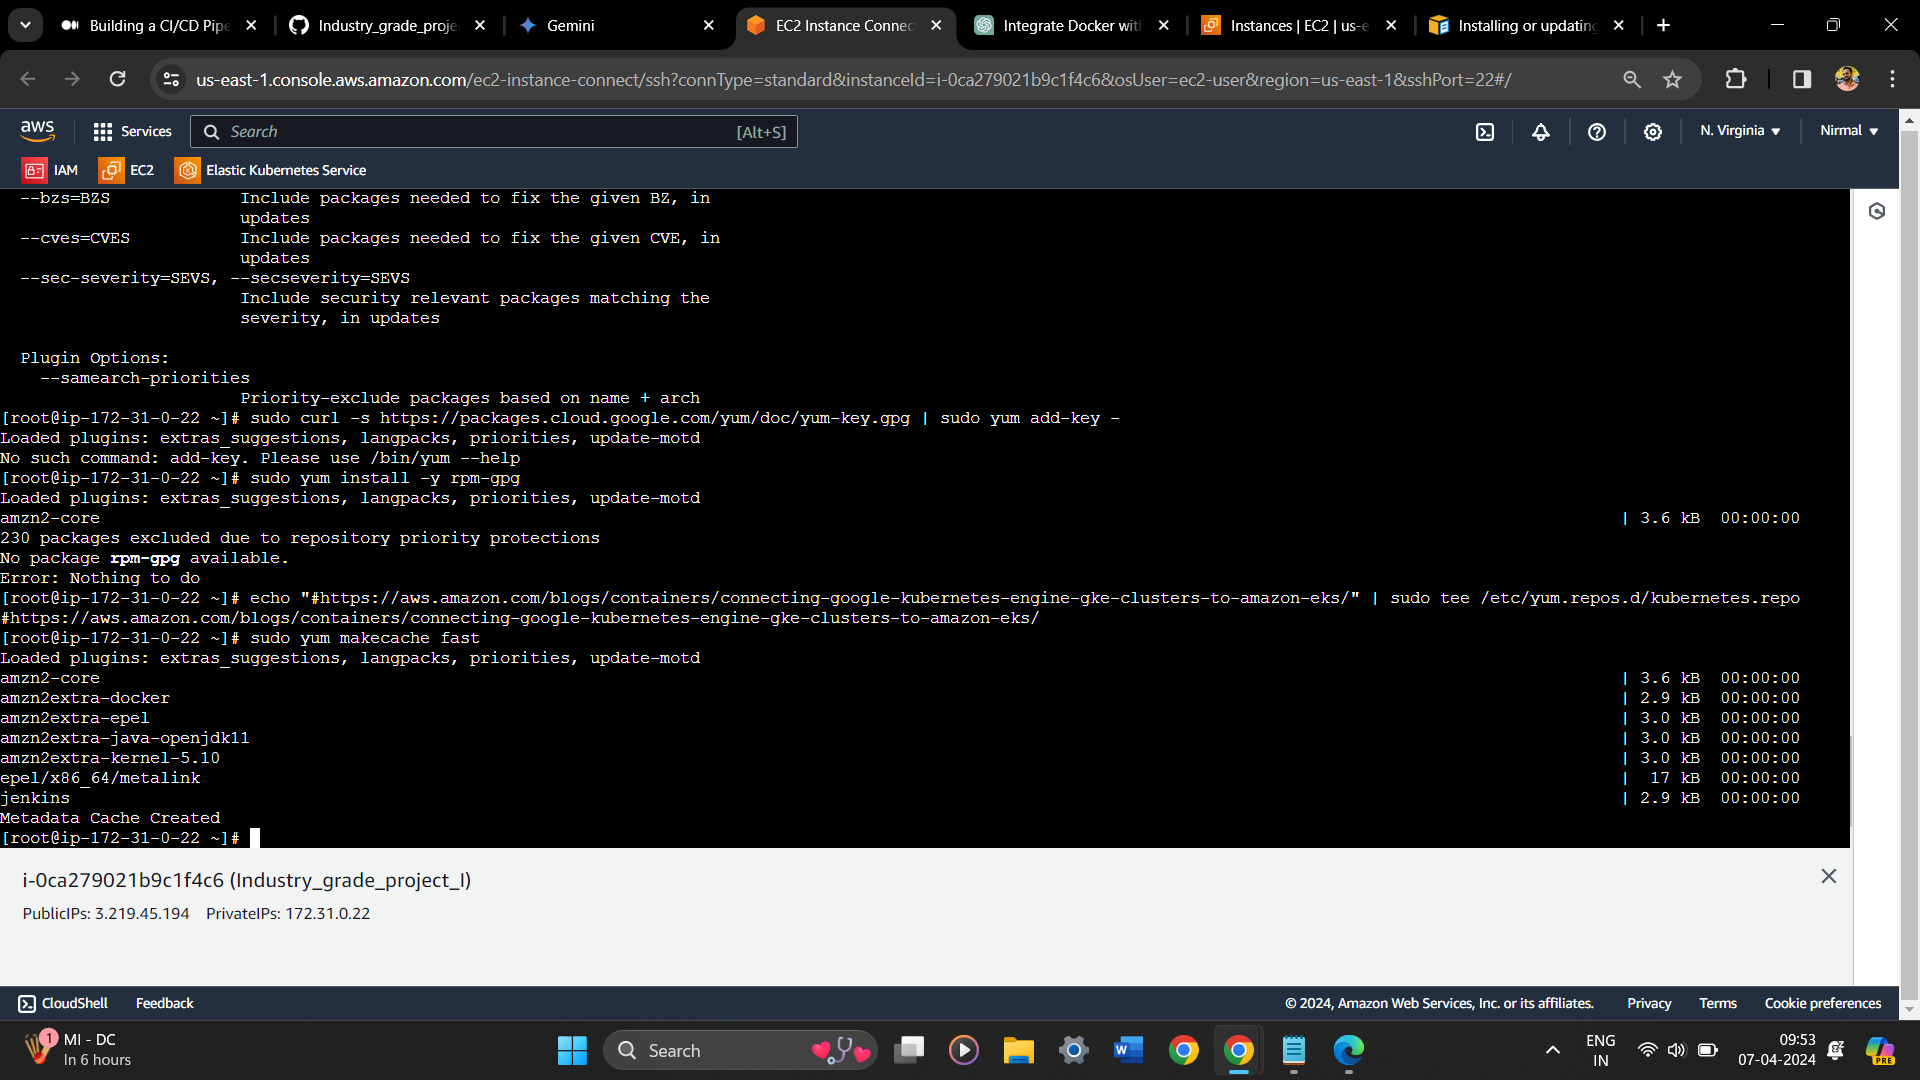 Building a CI/CD Pipe
Industry_grade_proje
Gemini
EC2 Instance Connec
Integrate Docker wit
Instances | EC2 | us-e
Installing or updating
us-east-1.console.aws.amazon.com/ec2-instance-connect/ssh?connType=standard&instanceId=i-0ca279021b9c1f4c6&osUser=ec2-user&region=us-east-1&sshPort=22#/
aws
Services
Search
[Alt+S]
N. Virginia
Nirmal
IAM
EC2
Elastic Kubernetes Service
--bzs=BZS Include packages needed to fix the given BZ, in
updates
--cves=CVES Include packages needed to fix the given CVE, in
updates
--sec-severity=SEVS, --secseverity=SEVS
Include security relevant packages matching the
severity, in updates
Plugin Options:
--samearch-priorities
Priority-exclude packages based on name + arch
[root@ip-172-31-0-22 ~]# sudo curl -s https://packages.cloud.google.com/yum/doc/yum-key.gpg | sudo yum add-key -
Loaded plugins: extras_suggestions, langpacks, priorities, update-motd
No such command: add-key. Please use /bin/yum --help
[root@ip-172-31-0-22 ~]# sudo yum install -y rpm-gpg
Loaded plugins: extras_suggestions, langpacks, priorities, update-motd
amzn2-core | 3.6 kB 00:00:00
230 packages excluded due to repository priority protections
No package rpm-gpg available.
Error: Nothing to do
[root@ip-172-31-0-22 ~]# echo "#https://aws.amazon.com/blogs/containers/connecting-google-kubernetes-engine-gke-clusters-to-amazon-eks/" | sudo tee /etc/yum.repos.d/kubernetes.repo
#https://aws.amazon.com/blogs/containers/connecting-google-kubernetes-engine-gke-clusters-to-amazon-eks/
[root@ip-172-31-0-22 ~]# sudo yum makecache fast
Loaded plugins: extras_suggestions, langpacks, priorities, update-motd
amzn2-core | 3.6 kB 00:00:00
amzn2extra-docker | 2.9 kB 00:00:00
amzn2extra-epel | 3.0 kB 00:00:00
amzn2extra-java-openjdk11 | 3.0 kB 00:00:00
amzn2extra-kernel-5.10 | 3.0 kB 00:00:00
epel/x86_64/metalink | 17 kB 00:00:00
jenkins | 2.9 kB 00:00:00
Metadata Cache Created
[root@ip-172-31-0-22 ~]#
i-0ca279021b9c1f4c6 (Industry_grade_project_I)
PublicIPs: 3.219.45.194 PrivateIPs: 172.31.0.22
CloudShell
Feedback
© 2024, Amazon Web Services, Inc. or its affiliates.
Privacy
Terms
Cookie preferences
1
MI - DC
In 6 hours
Search
W
ENG
IN
09:53
07-04-2024
PRE